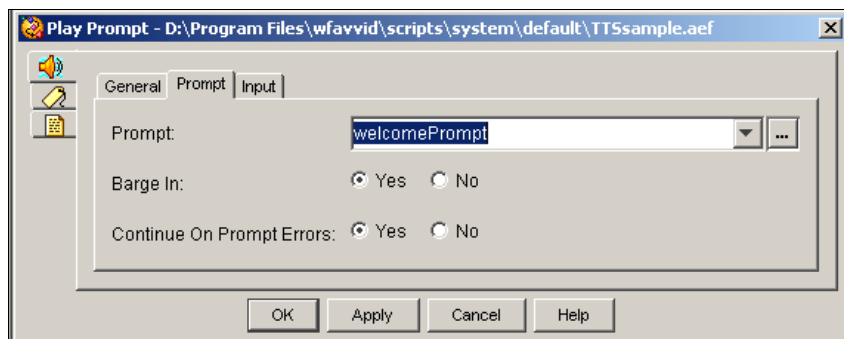 Play Prompt - D:\Program Files\wfavvid\scripts\system\default\TTSsample.aef
General Prompt Input
Prompt: welcomePrompt ...
Barge In: Yes No
Continue On Prompt Errors: Yes No
OK Apply Cancel Help